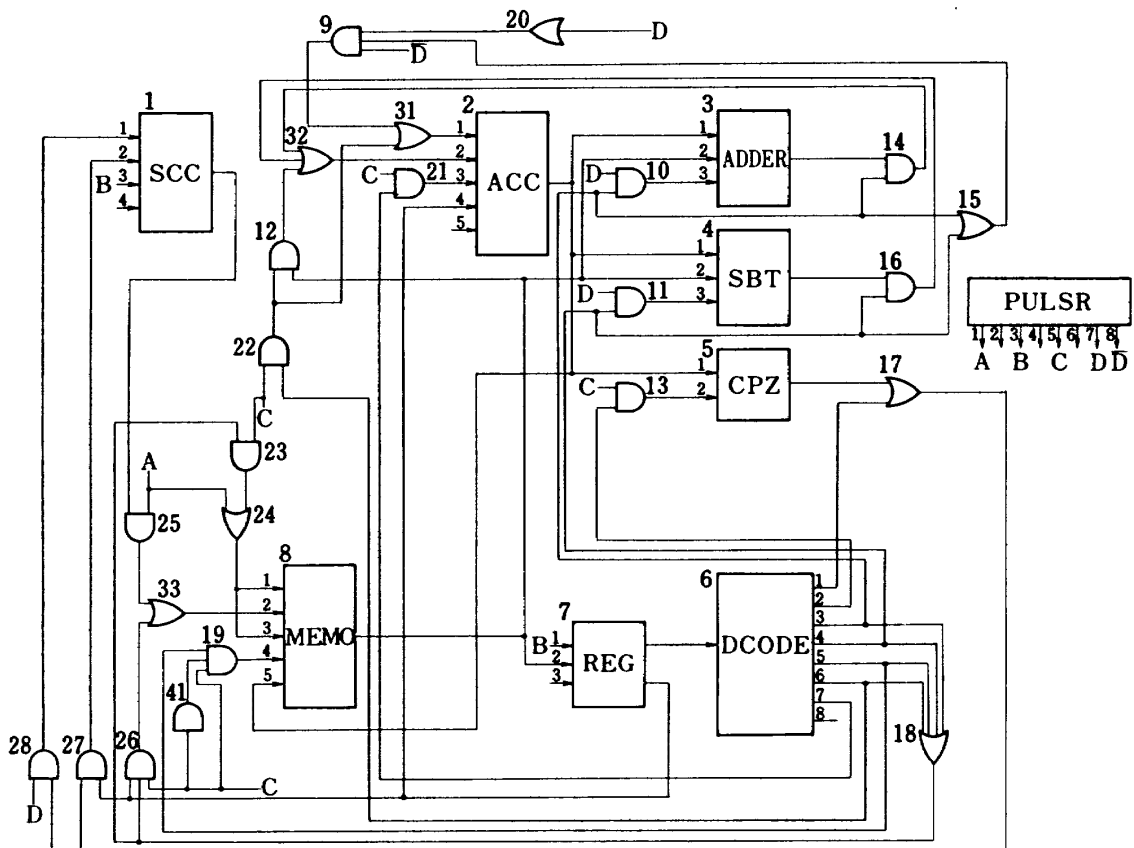 20
D
9
D̅
1
1
2
B 3
4
SCC
31
32
2
1
2
C
21
3
4
5
ACC
3
1
2
3
ADDER
D
10
14
15
12
4
1
2
3
SBT
D
11
16
PULSR
1 2 3 4 5 6 7 8
A B C D D̅
22
C
5
1
2
CPZ
C
13
17
23
A
25
24
33
8
1
2
3
4
5
MEMO
19
41
7
B 1
2
3
REG
6
DCODE
1
2
3
4
5
6
7
8
18
28
27
26
C
D